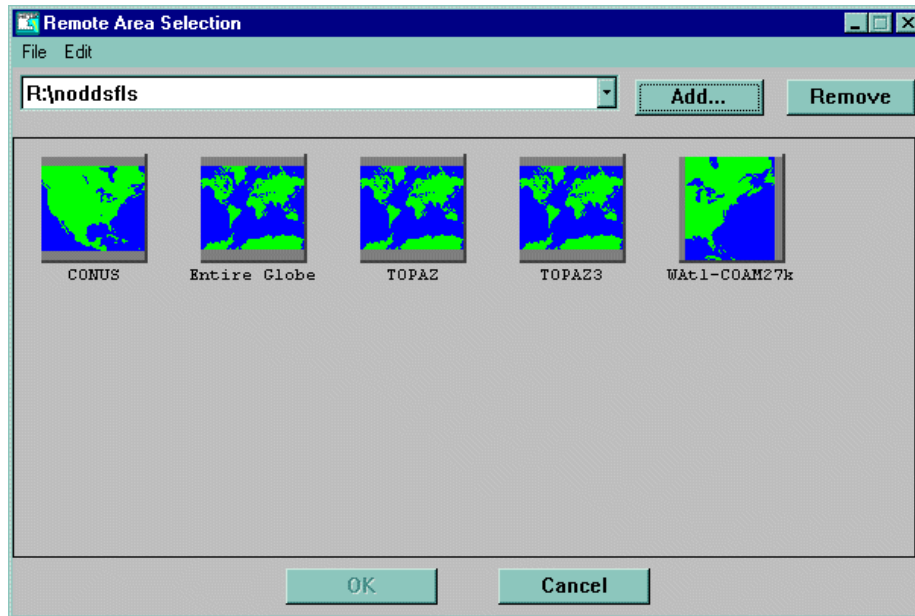 Remote Area Selection
File Edit
R:\noddsfls
Add...
Remove
CONUS
Entire Globe
TOPAZ
TOPAZ3
WAtl-COAM27k
OK
Cancel